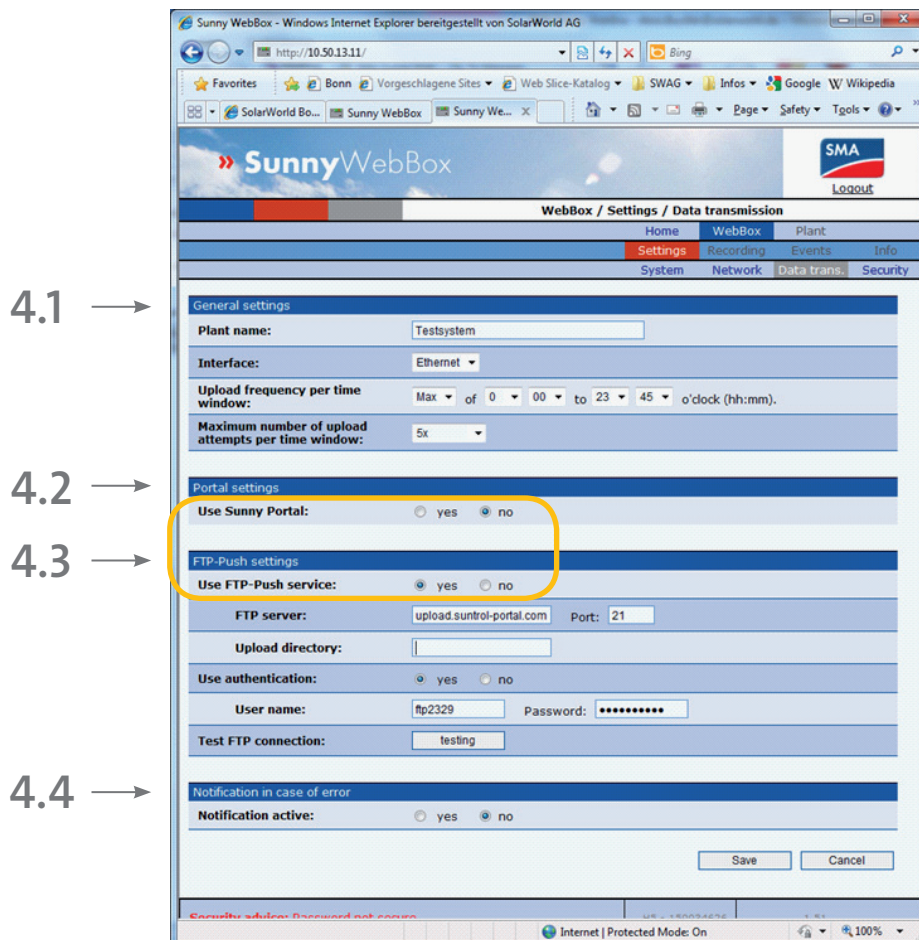 Sunny WebBox - Windows Internet Explorer bereitgestellt von SolarWorld AG
http://10.50.13.11/ Bing
Favorites Bonn Vorgeschlagene Sites Web Slice-Katalog SWAG Infos Google W Wikipedia
SolarWorld Bo... Sunny WebBox Sunny We... X Page Safety Tools
» SunnyWebBox
SMA
Logout
WebBox / Settings / Data transmission
Home WebBox Plant
Settings Recording Events Info
System Network Data trans. Security
4.1
General settings
Plant name: Testsystem
Interface: Ethernet
Upload frequency per time window: Max of 0 00 to 23 45 o'clock (hh:mm).
Maximum number of upload attempts per time window: 5x
4.2
Portal settings
Use Sunny Portal: yes no
4.3
FTP-Push settings
Use FTP-Push service: yes no
FTP server: upload.suntrol-portal.com Port: 21
Upload directory:
Use authentication: yes no
User name: ftp2329 Password: ••••••••••
Test FTP connection: testing
4.4
Notification in case of error
Notification active: yes no
Save Cancel
Security advice: Password not secure
Internet | Protected Mode: On 100%